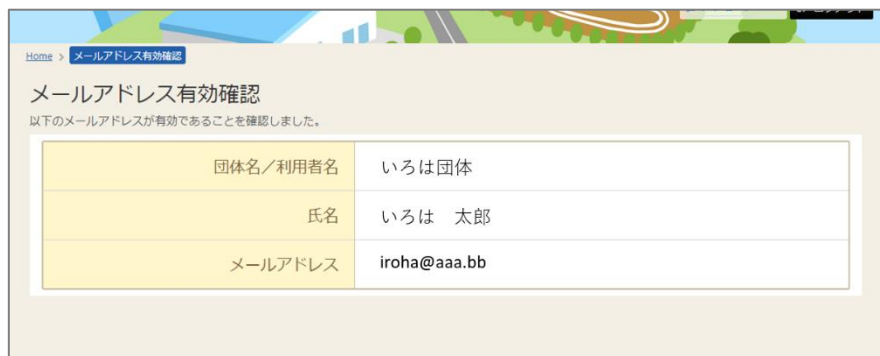 Home > メールアドレス有効確認
メールアドレス有効確認
以下のメールアドレスが有効であることを確認しました。
団体名／利用者名 いろは団体
氏名 いろは　太郎
メールアドレス iroha@aaa.bb